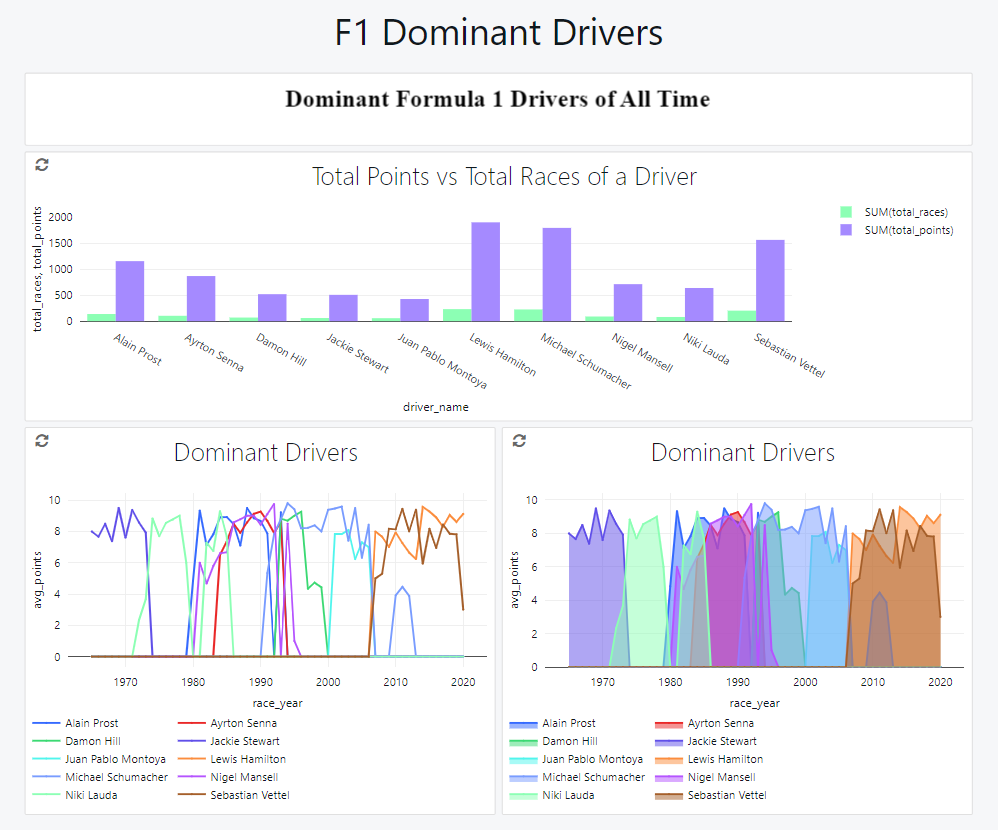 F1 Dominant Drivers
Dominant Formula 1 Drivers of All Time
Total Points vs Total Races of a Driver
total_races, total_points
2000
1500
1000
500
0
SUM(total_races)
SUM(total_points)
Alain Prost
Ayrton Senna
Damon Hill
Jackie Stewart
Juan Pablo Montoya
Lewis Hamilton
Michael Schumacher
Nigel Mansell
Niki Lauda
Sebastian Vettel
driver_name
Dominant Drivers
avg_points
10
8
6
4
2
0
1970 1980 1990 2000 2010 2020
race_year
Alain Prost Ayrton Senna
Damon Hill Jackie Stewart
Juan Pablo Montoya Lewis Hamilton
Michael Schumacher Nigel Mansell
Niki Lauda Sebastian Vettel
Dominant Drivers
avg_points
10
8
6
4
2
0
1970 1980 1990 2000 2010 2020
race_year
Alain Prost Ayrton Senna
Damon Hill Jackie Stewart
Juan Pablo Montoya Lewis Hamilton
Michael Schumacher Nigel Mansell
Niki Lauda Sebastian Vettel